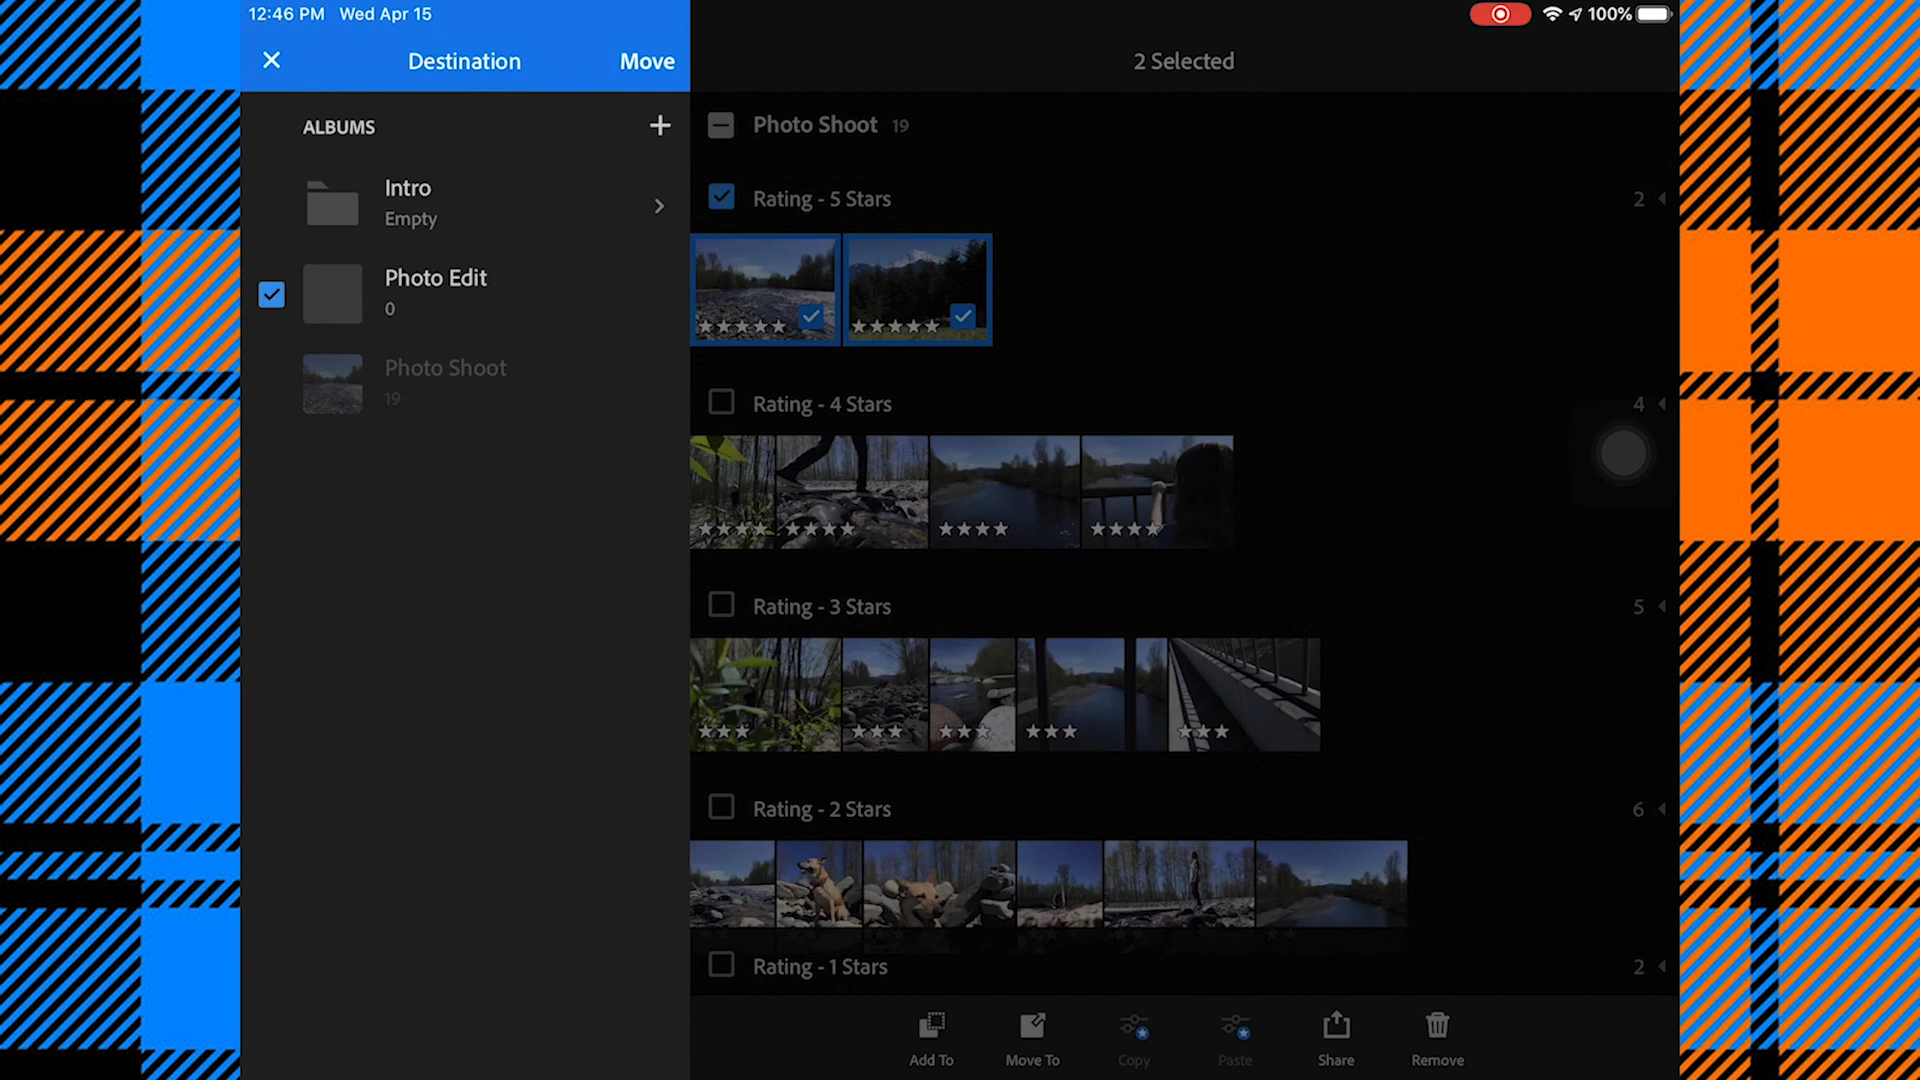 12:46 PM Wed Apr 15
100%
Destination
Move
2 Selected
ALBUMS
Intro
Empty
Photo Edit
0
Photo Shoot
19
Photo Shoot 19
Rating - 5 Stars
2
Rating - 4 Stars
4
Rating - 3 Stars
5
Rating - 2 Stars
6
Rating - 1 Stars
2
Add To
Move To
Copy
Paste
Share
Remove